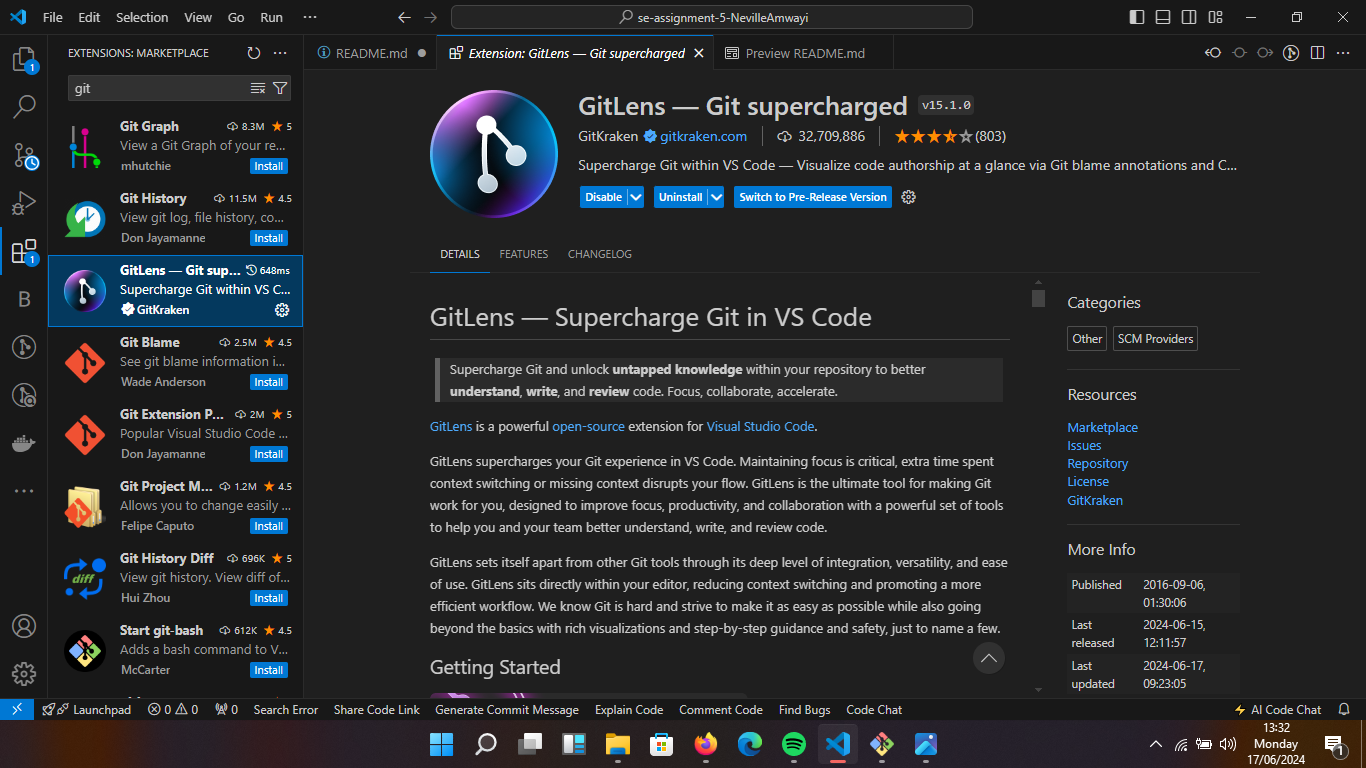 File Edit Selection View Go Run ···
se-assignment-5-NevilleAmwayi
EXTENSIONS: MARKETPLACE
README.md
Extension: GitLens — Git supercharged
Preview README.md
git
Git Graph 8.3M 5
View a Git Graph of your re...
mhutchie Install
Git History 11.5M 4.5
View git log, file history, co...
Don Jayamanne Install
GitLens — Git sup... 648ms
Supercharge Git within VS C...
GitKraken
Git Blame 2.5M 4.5
See git blame information i...
Wade Anderson Install
Git Extension P... 2M 5
Popular Visual Studio Code ...
Don Jayamanne Install
Git Project M... 1.2M 4.5
Allows you to change easily ...
Felipe Caputo Install
Git History Diff 696K 5
diff
View git history. View diff of...
Hui Zhou Install
Start git-bash 612K 4.5
Adds a bash command to V...
McCarter Install
1
1
B
GitLens — Git supercharged v15.1.0
GitKraken gitkraken.com 32,709,886 (803)
Supercharge Git within VS Code — Visualize code authorship at a glance via Git blame annotations and C...
Disable Uninstall Switch to Pre-Release Version
DETAILS FEATURES CHANGELOG
GitLens — Supercharge Git in VS Code
Supercharge Git and unlock untapped knowledge within your repository to better
understand, write, and review code. Focus, collaborate, accelerate.
GitLens is a powerful open-source extension for Visual Studio Code.
GitLens supercharges your Git experience in VS Code. Maintaining focus is critical, extra time spent
context switching or missing context disrupts your flow. GitLens is the ultimate tool for making Git
work for you, designed to improve focus, productivity, and collaboration with a powerful set of tools
to help you and your team better understand, write, and review code.
GitLens sets itself apart from other Git tools through its deep level of integration, versatility, and ease
of use. GitLens sits directly within your editor, reducing context switching and promoting a more
efficient workflow. We know Git is hard and strive to make it as easy as possible while also going
beyond the basics with rich visualizations and step-by-step guidance and safety, just to name a few.
Getting Started
Categories
Other SCM Providers
Resources
Marketplace
Issues
Repository
License
GitKraken
More Info
Published 2016-09-06,
01:30:06
Last 2024-06-15,
released 12:11:57
Last 2024-06-17,
updated 09:23:05
Launchpad 0 0 0 Search Error Share Code Link Generate Commit Message Explain Code Comment Code Find Bugs Code Chat AI Code Chat
13:32
Monday
17/06/2024
1